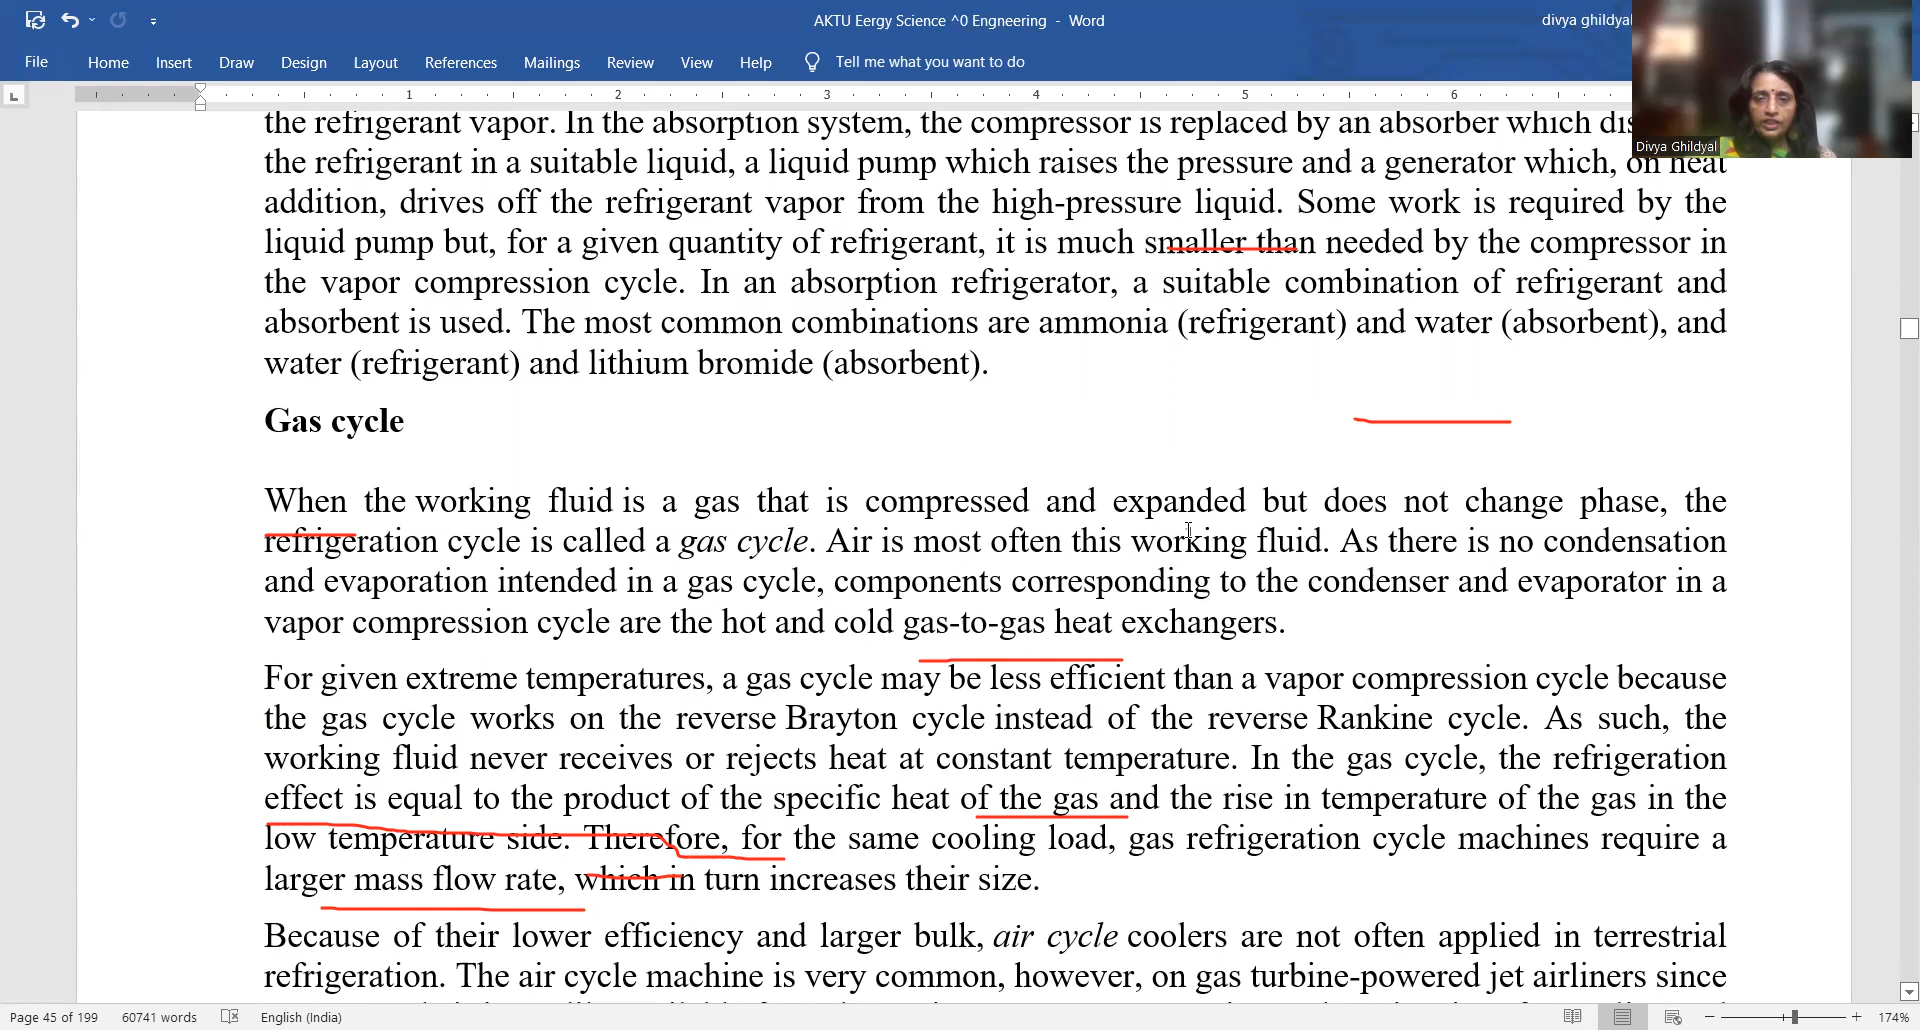 AKTU Eergy Science ^0 Engneering - Word
divya ghildyal
File Home Insert Draw Design Layout References Mailings Review View Help Tell me what you want to do
1 2 3 4 5 6
Divya Ghildyal
the refrigerant vapor. In the absorption system, the compressor is replaced by an absorber which dis
the refrigerant in a suitable liquid, a liquid pump which raises the pressure and a generator which, on heat
addition, drives off the refrigerant vapor from the high-pressure liquid. Some work is required by the
liquid pump but, for a given quantity of refrigerant, it is much smaller than needed by the compressor in
the vapor compression cycle. In an absorption refrigerator, a suitable combination of refrigerant and
absorbent is used. The most common combinations are ammonia (refrigerant) and water (absorbent), and
water (refrigerant) and lithium bromide (absorbent).
Gas cycle
When the working fluid is a gas that is compressed and expanded but does not change phase, the
refrigeration cycle is called a gas cycle. Air is most often this working fluid. As there is no condensation
and evaporation intended in a gas cycle, components corresponding to the condenser and evaporator in a
vapor compression cycle are the hot and cold gas-to-gas heat exchangers.
For given extreme temperatures, a gas cycle may be less efficient than a vapor compression cycle because
the gas cycle works on the reverse Brayton cycle instead of the reverse Rankine cycle. As such, the
working fluid never receives or rejects heat at constant temperature. In the gas cycle, the refrigeration
effect is equal to the product of the specific heat of the gas and the rise in temperature of the gas in the
low temperature side. Therefore, for the same cooling load, gas refrigeration cycle machines require a
larger mass flow rate, which in turn increases their size.
Because of their lower efficiency and larger bulk, air cycle coolers are not often applied in terrestrial
refrigeration. The air cycle machine is very common, however, on gas turbine-powered jet airliners since
Page 45 of 199 60741 words English (India) 174%